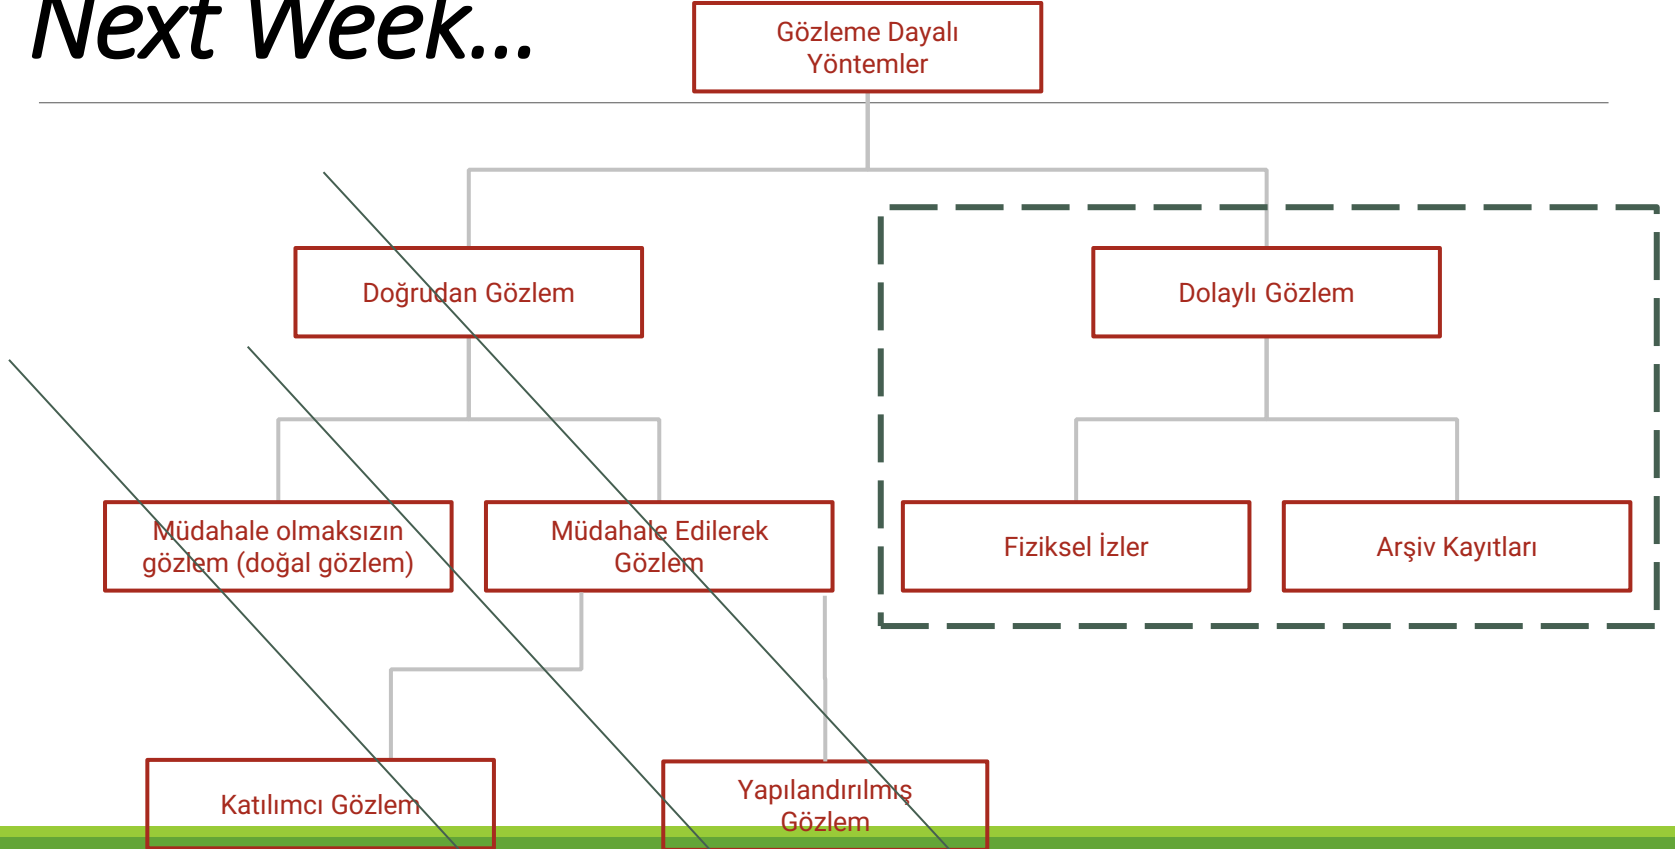 Next Week...
Gözleme Dayalı
Yöntemler
Doğrudan Gözlem
Dolaylı Gözlem
Müdahale olmaksızın
gözlem (doğal gözlem)
Müdahale Edilerek
Gözlem
Fiziksel İzler
Arşiv Kayıtları
Katılımcı Gözlem
Yapılandırılmış
Gözlem